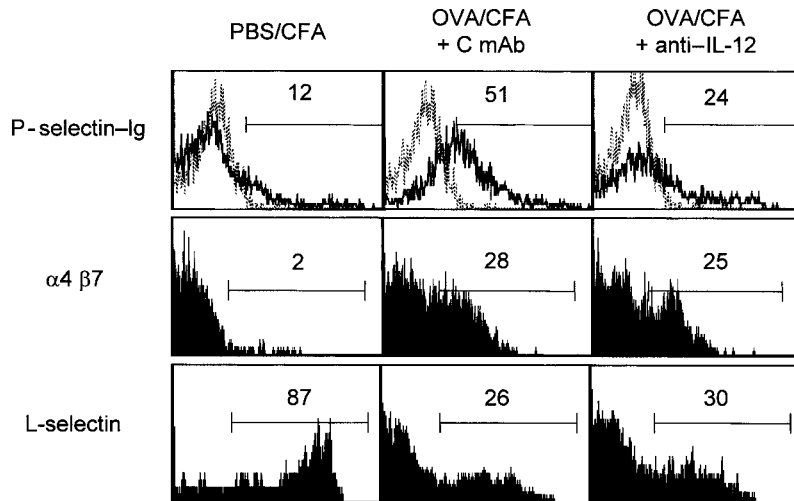 PBS/CFA
OVA/CFA
+ C mAb
OVA/CFA
+ anti–IL-12
P-selectin–Ig
12
51
24
α4 β7
2
28
25
L-selectin
87
26
30